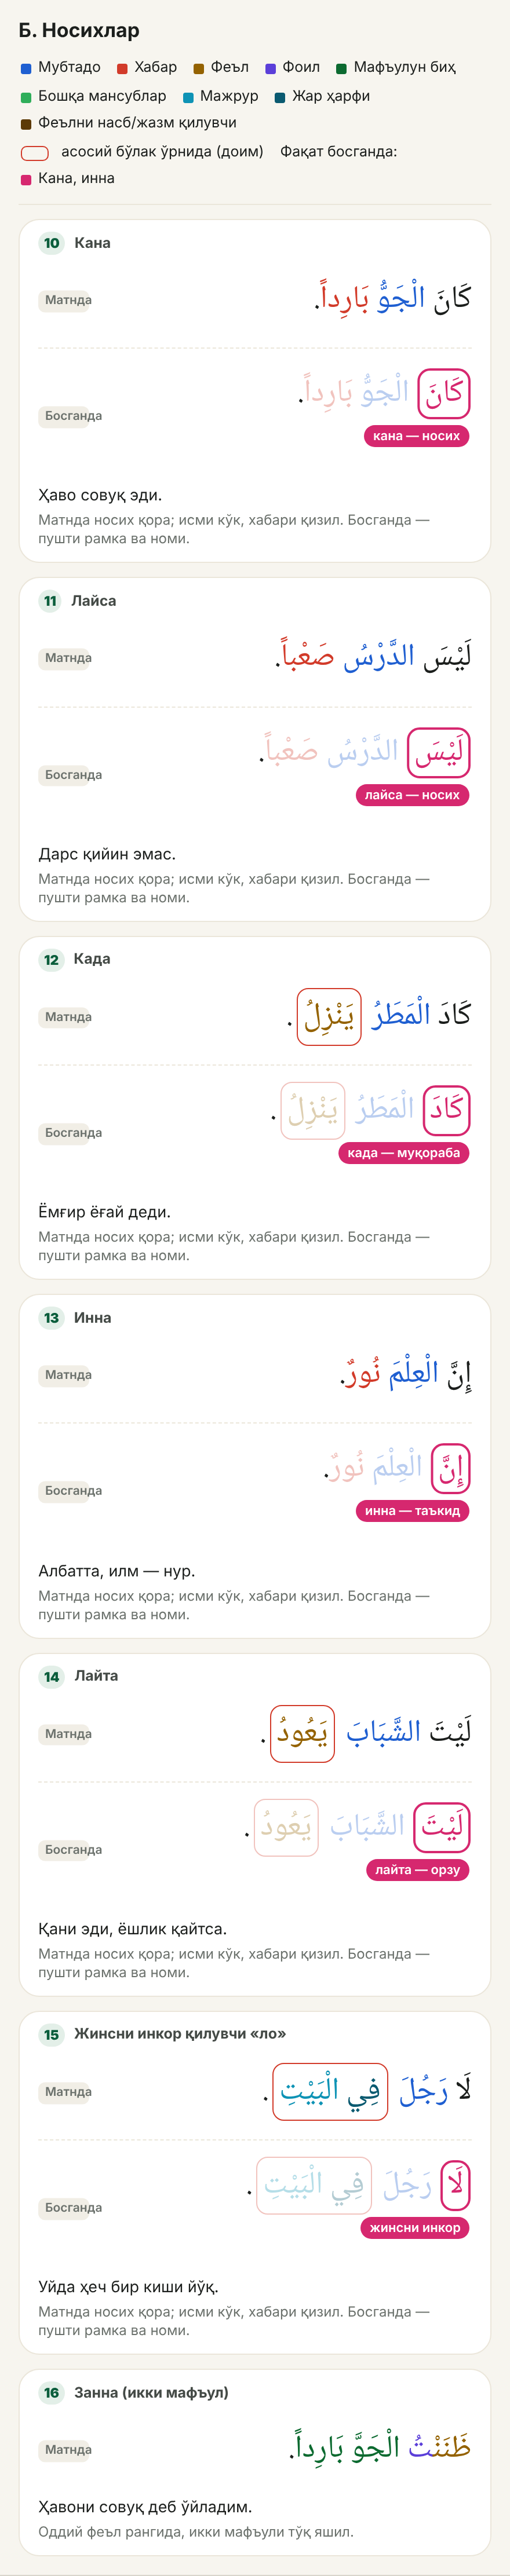 Б. Носихлар
Мубтадо Хабар Феъл Фоил Мафъулун биҳ
Бошқа мансублар Мажрур Жар ҳарфи
Феълни насб/жазм қилувчи
асосий бўлак ўрнида (доим) Фақат босганда:
Кана, инна
10 Кана
Матнда
كَانَ الْجَوُّ بَارِداً.
Босганда
كَانَ الْجَوُّ بَارِداً.
кана — носих
Ҳаво совуқ эди.
Матнда носих қора; исми кўк, хабари қизил. Босганда —
пушти рамка ва номи.
11 Лайса
Матнда
لَيْسَ الدَّرْسُ صَعْباً.
Босганда
لَيْسَ الدَّرْسُ صَعْباً.
лайса — носих
Дарс қийин эмас.
Матнда носих қора; исми кўк, хабари қизил. Босганда —
пушти рамка ва номи.
12 Када
Матнда
كَادَ الْمَطَرُ يَنْزِلُ.
Босганда
كَادَ الْمَطَرُ يَنْزِلُ.
када — муқораба
Ёмғир ёғай деди.
Матнда носих қора; исми кўк, хабари қизил. Босганда —
пушти рамка ва номи.
13 Инна
Матнда
إِنَّ الْعِلْمَ نُورٌ.
Босганда
إِنَّ الْعِلْمَ نُورٌ.
инна — таъкид
Албатта, илм — нур.
Матнда носих қора; исми кўк, хабари қизил. Босганда —
пушти рамка ва номи.
14 Лайта
Матнда
لَيْتَ الشَّبَابَ يَعُودُ.
Босганда
لَيْتَ الشَّبَابَ يَعُودُ.
лайта — орзу
Қани эди, ёшлик қайтса.
Матнда носих қора; исми кўк, хабари қизил. Босганда —
пушти рамка ва номи.
15 Жинсни инкор қилувчи «ло»
Матнда
لَا رَجُلَ فِي الْبَيْتِ.
Босганда
لَا رَجُلَ فِي الْبَيْتِ.
жинсни инкор
Уйда ҳеч бир киши йўқ.
Матнда носих қора; исми кўк, хабари қизил. Босганда —
пушти рамка ва номи.
16 Занна (икки мафъул)
Матнда
ظَنَنْتُ الْجَوَّ بَارِداً.
Ҳавони совуқ деб ўйладим.
Оддий феъл рангида, икки мафъули тўқ яшил.